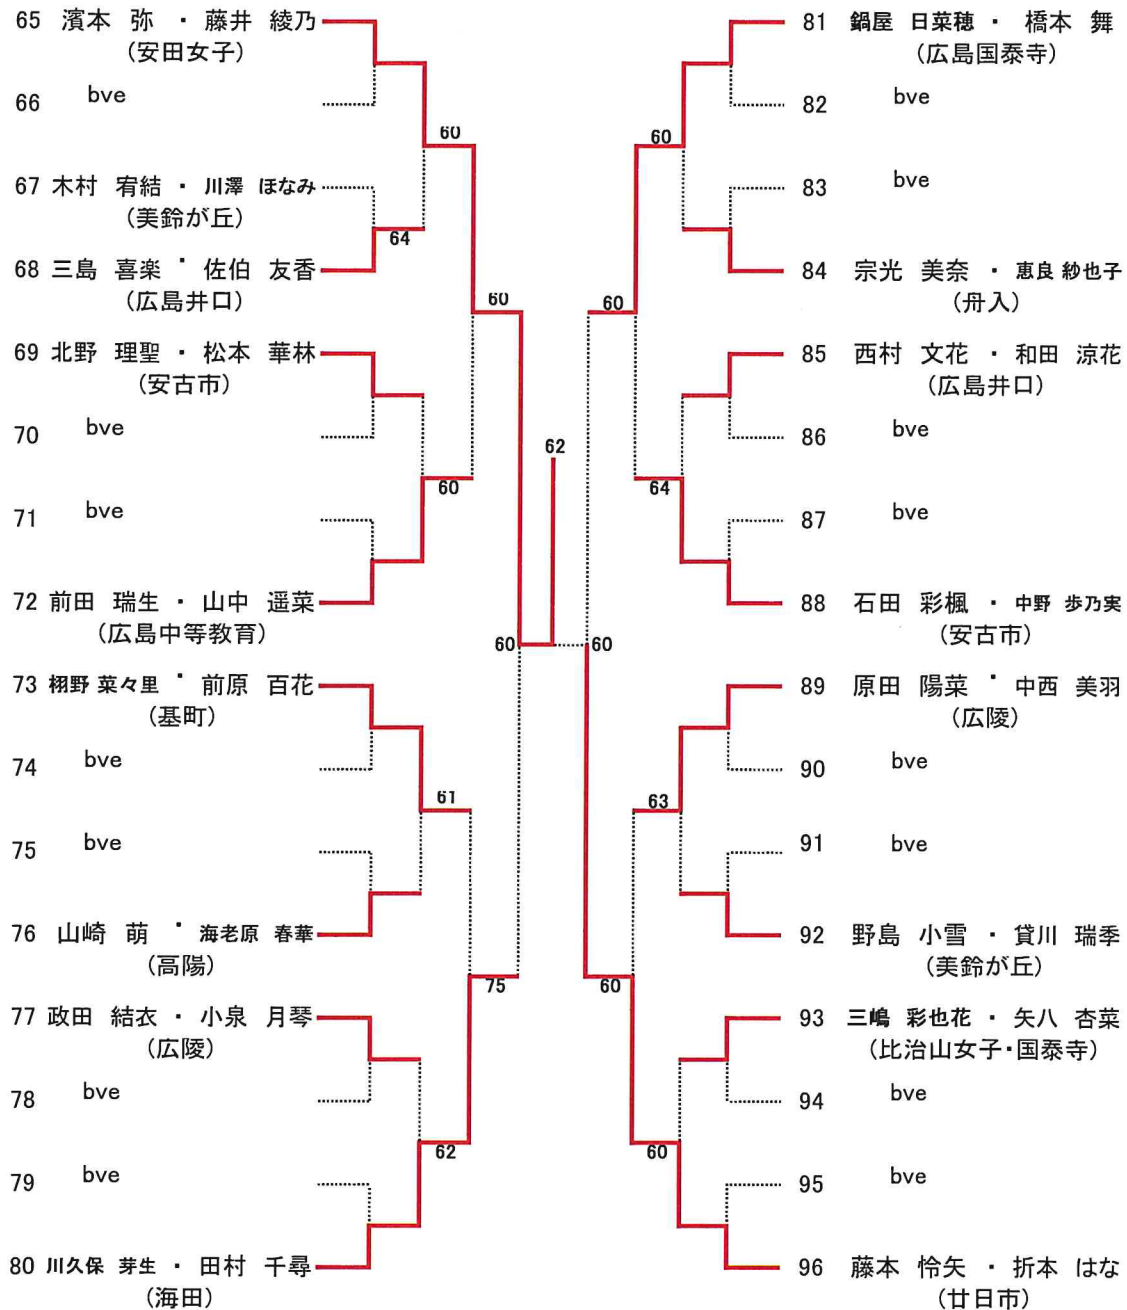 65 濱本 弥 ・ 藤井 綾乃
(安田女子)
66 bye
60
67 木村 宥結 ・ 川澤 ほなみ
(美鈴が丘)
64
68 三島 喜楽 ・ 佐伯 友香
(広島井口)
60
69 北野 理聖 ・ 松本 華林
(安古市)
70 bye
60
71 bye
72 前田 瑞生 ・ 山中 遥菜
(広島中等教育)
60
73 栩野 菜々里 ・ 前原 百花
(基町)
74 bye
61
75 bye
76 山崎 萌 ・ 海老原 春華
(高陽)
75
77 政田 結衣 ・ 小泉 月琴
(広陵)
78 bye
62
79 bye
80 川久保 芽生 ・ 田村 千尋
(海田)
62
81 鍋屋 日菜穂 ・ 橋本 舞
(広島国泰寺)
82 bye
60
83 bye
84 宗光 美奈 ・ 恵良 紗也子
(舟入)
60
85 西村 文花 ・ 和田 涼花
(広島井口)
86 bye
64
87 bye
88 石田 彩楓 ・ 中野 歩乃実
(安古市)
60
89 原田 陽菜 ・ 中西 美羽
(広陵)
90 bye
63
91 bye
92 野島 小雪 ・ 貸川 瑞季
(美鈴が丘)
60
93 三嶋 彩也花 ・ 矢八 杏菜
(比治山女子・国泰寺)
94 bye
60
95 bye
96 藤本 怜矢 ・ 折本 はな
(廿日市)